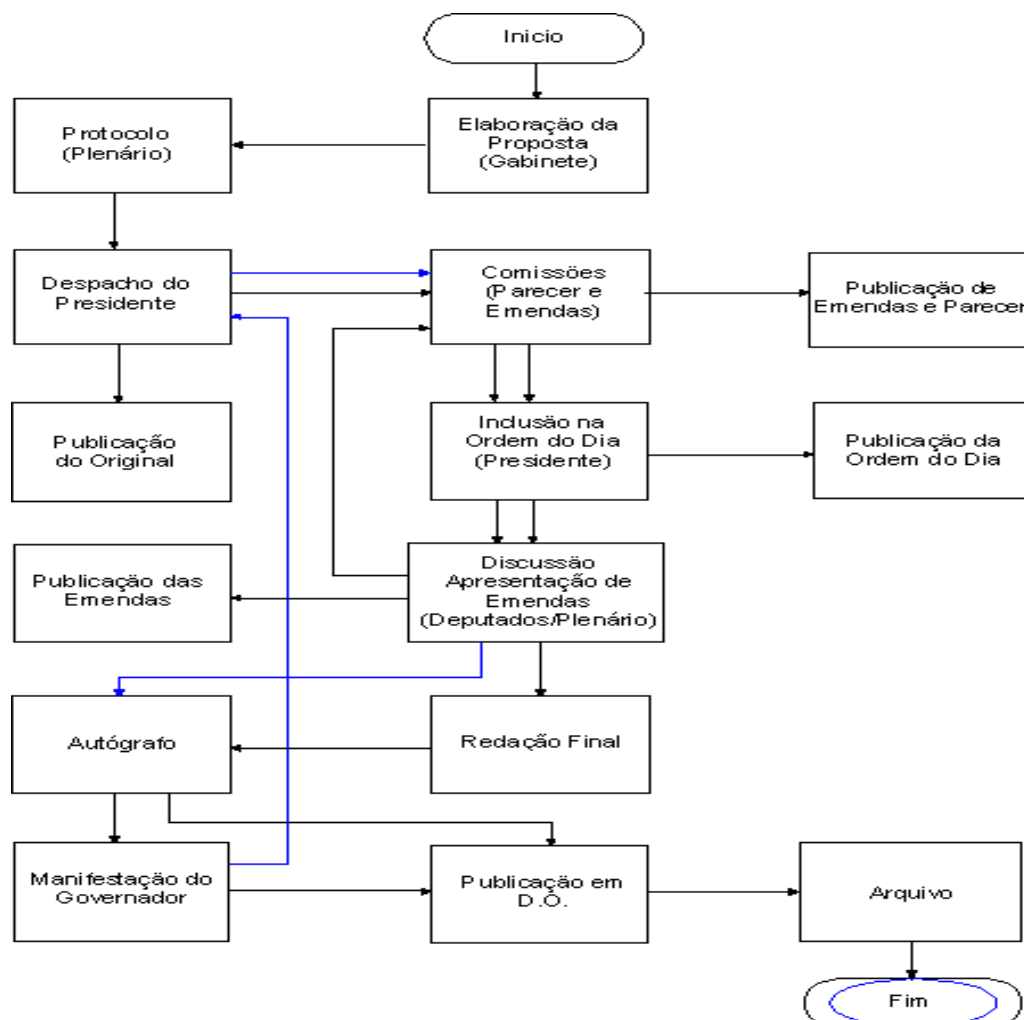 Inicio
Elaboração da
Proposta
(Gabinete)
Protocolo
(Plenário)
Despacho do
Presidente
Comissões
(Parecer e
Emendas)
Publicação de
Emendas e Parecer
Publicação
do Original
Inclusão na
Ordem do Dia
(Presidente)
Publicação da
Ordem do Dia
Publicação das
Emendas
Discussão
Apresentação de
Emendas
(Deputados/Plenário)
Autógrafo
Redação Final
Manifestação do
Governador
Publicação em
D.O.
Arquivo
Fim